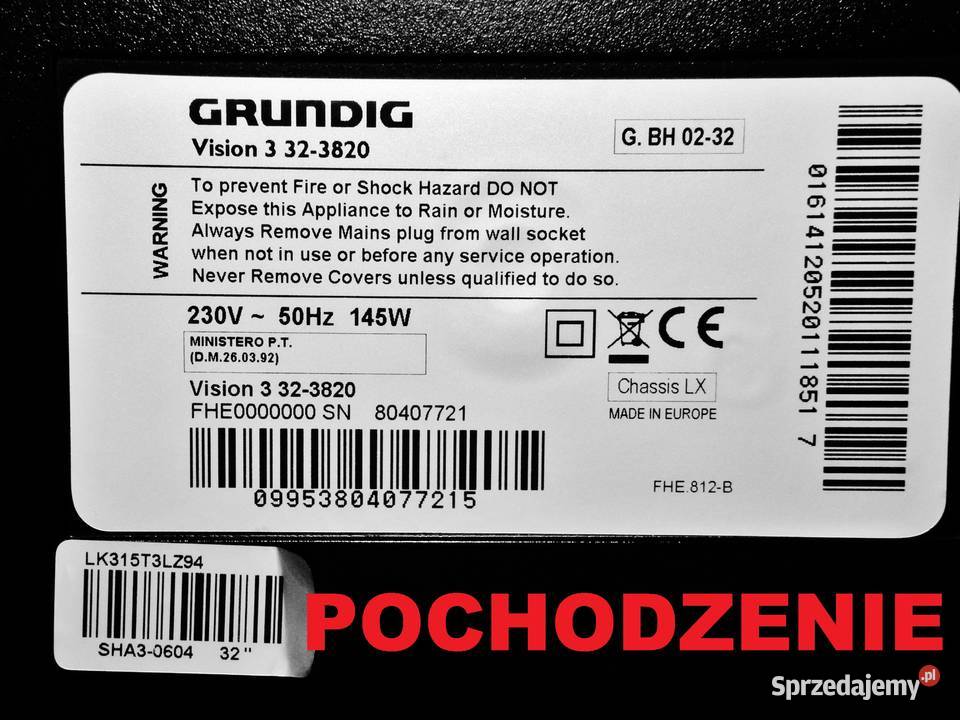 GRUNDIG
Vision 3 32-3820
G. BH 02-32
WARNING
To prevent Fire or Shock Hazard DO NOT
Expose this Appliance to Rain or Moisture.
Always Remove Mains plug from wall socket
when not in use or before any service operation.
Never Remove Covers unless qualified to do so.
230V ~ 50Hz 145W
MINISTERO P.T.
(D.M.26.03.92)
CE
Vision 3 32-3820
Chassis LX
FHE0000000 SN 80407721
MADE IN EUROPE
09953804077215
FHE.812-B
01614120520111851 7
LK315T3LZ94
SHA3-0604 32"
POCHODZENIE
Sprzedajemy.pl